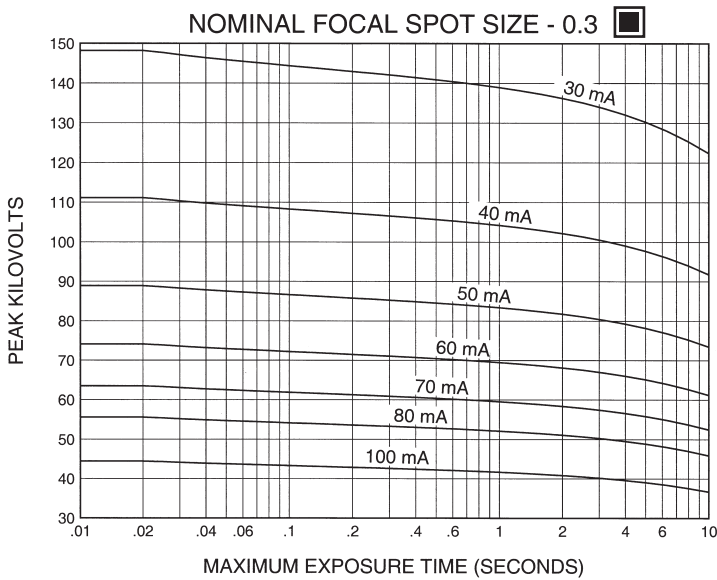 NOMINAL FOCAL SPOT SIZE - 0.3
150
140
130
120
110
100
90
80
70
60
50
40
30
PEAK KILOVOLTS
30 mA
40 mA
50 mA
60 mA
70 mA
80 mA
100 mA
.01 .02 .04 .06 .1 .2 .4 .6 1 2 4 6 10
MAXIMUM EXPOSURE TIME (SECONDS)